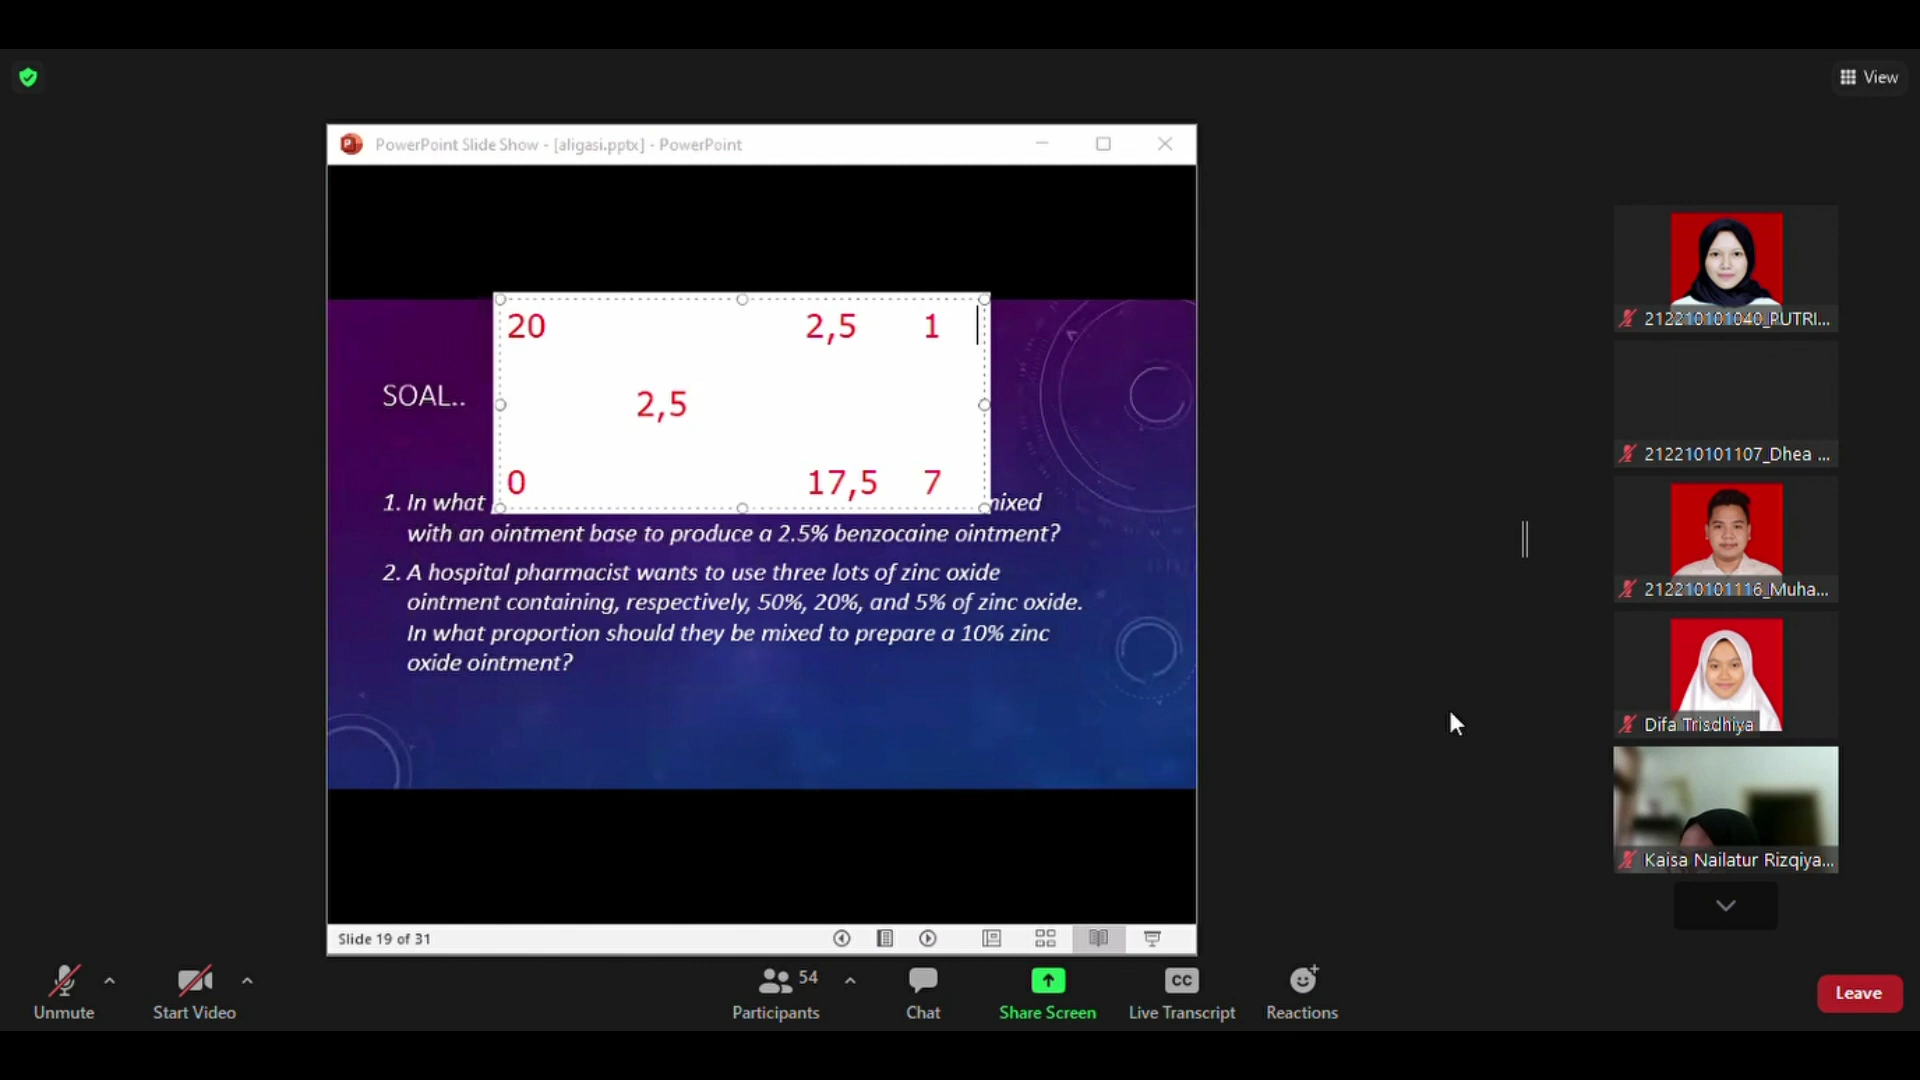 View
PowerPoint Slide Show - [aligasi.pptx] - PowerPoint
20 2,5 1
2,5
0 17,5 7
SOAL..
1. In what mixed
with an ointment base to produce a 2.5% benzocaine ointment?
2. A hospital pharmacist wants to use three lots of zinc oxide
ointment containing, respectively, 50%, 20%, and 5% of zinc oxide.
In what proportion should they be mixed to prepare a 10% zinc
oxide ointment?
Slide 19 of 31
212210101040_PUTRI...
212210101107_Dhea ...
212210101116_Muha...
Difa Trisdhiya
Kaisa Nailatur Rizqiya...
Unmute
Start Video
54
Participants
Chat
Share Screen
CC
Live Transcript
Reactions
Leave